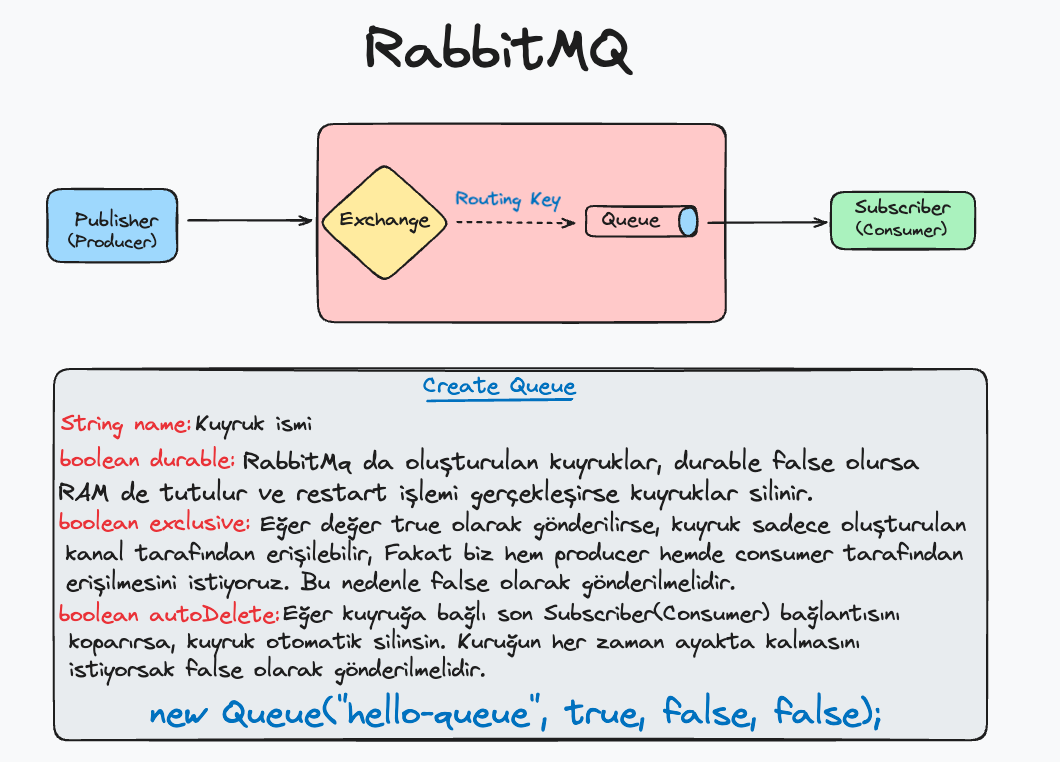 RabbitMQ
Publisher
(Producer)
Exchange
Routing Key
Queue
Subscriber
(Consumer)
Create Queue
String name: Kuyruk ismi
boolean durable: RabbitMq da oluşturulan kuyruklar, durable false olursa
RAM de tutulur ve restart işlemi gerçekleşirse kuyruklar silinir.
boolean exclusive: Eğer değer true olarak gönderilirse, kuyruk sadece oluşturulan
kanal tarafından erişilebilir, Fakat biz hem producer hemde consumer tarafından
erişilmesini istiyoruz. Bu nedenle false olarak gönderilmelidir.
boolean autoDelete: Eğer kuyruğa bağlı son Subscriber(Consumer) bağlantısını
koparırsa, kuyruk otomatik silinsin. Kuruğun her zaman ayakta kalmasını
istiyorsak false olarak gönderilmelidir.
new Queue("hello-queue", true, false, false);